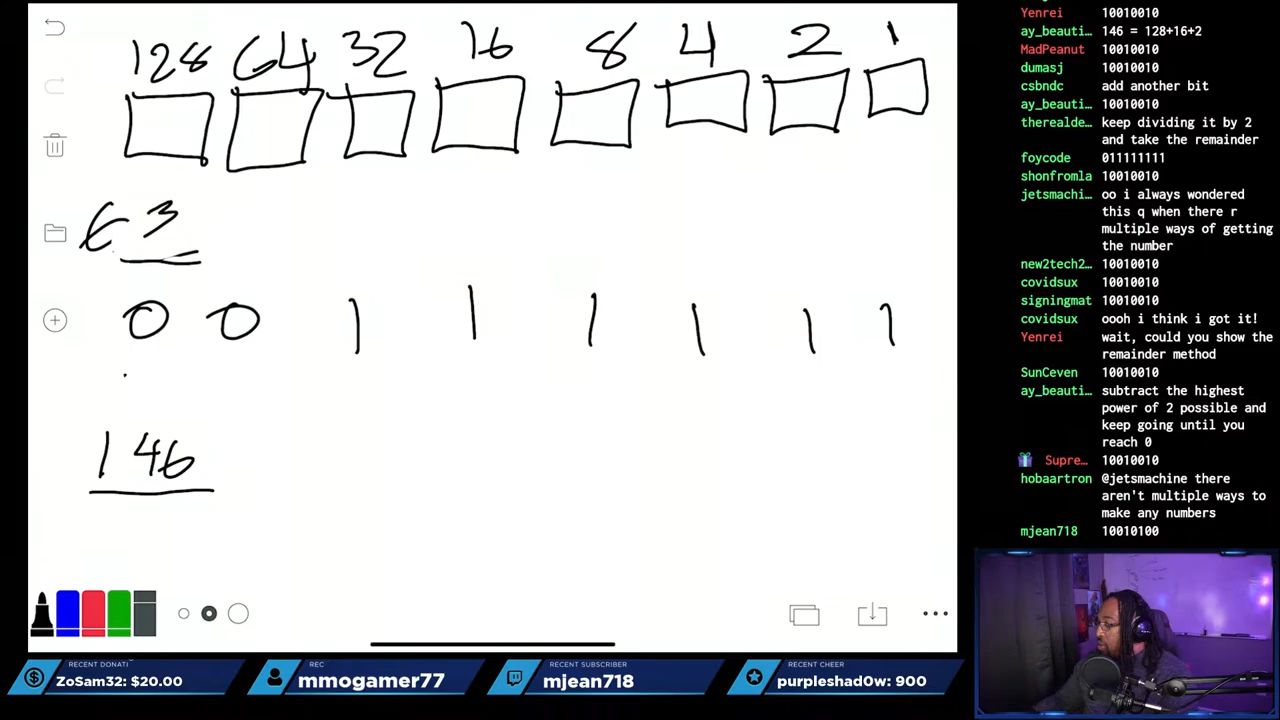 128 64 32 16 8 4 2 1
63
0 0 1 1 1 1 1 1
146
Yenrei 10010010
ay_beauti… 146 = 128+16+2
MadPeanut 10010010
dumasj 10010010
csbndc add another bit
ay_beauti… 10010010
therealde… keep dividing it by 2
and take the remainder
foycode 011111111
shonfromla 10010010
jetsmachi… oo i always wondered
this q when there r
multiple ways of getting
the number
new2tech2… 10010010
covidsux 10010010
signingmat 10010010
covidsux oooh i think i got it!
Yenrei wait, could you show the
remainder method
SunCeven 10010010
ay_beauti… subtract the highest
power of 2 possible and
keep going until you
reach 0
Supre… 10010010
hobaartron @jetsmachine there
aren't multiple ways to
make any numbers
mjean718 10010100
RECENT DONATI
ZoSam32: $20.00
REC
mmogamer77
RECENT SUBSCRIBER
mjean718
RECENT CHEER
purpleshad0w: 900